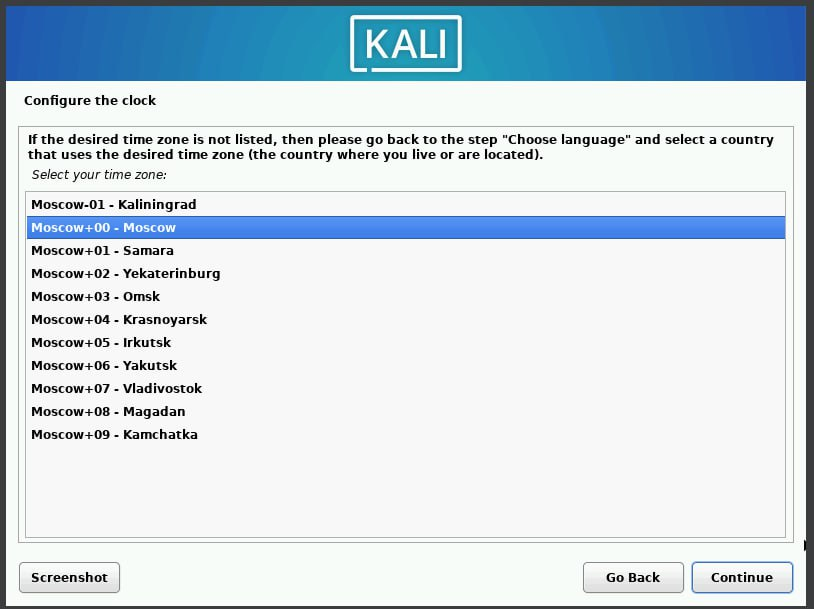 KALI
Configure the clock
If the desired time zone is not listed, then please go back to the step "Choose language" and select a country
that uses the desired time zone (the country where you live or are located).
Select your time zone:
Moscow-01 - Kaliningrad
Moscow+00 - Moscow
Moscow+01 - Samara
Moscow+02 - Yekaterinburg
Moscow+03 - Omsk
Moscow+04 - Krasnoyarsk
Moscow+05 - Irkutsk
Moscow+06 - Yakutsk
Moscow+07 - Vladivostok
Moscow+08 - Magadan
Moscow+09 - Kamchatka
Screenshot
Go Back
Continue